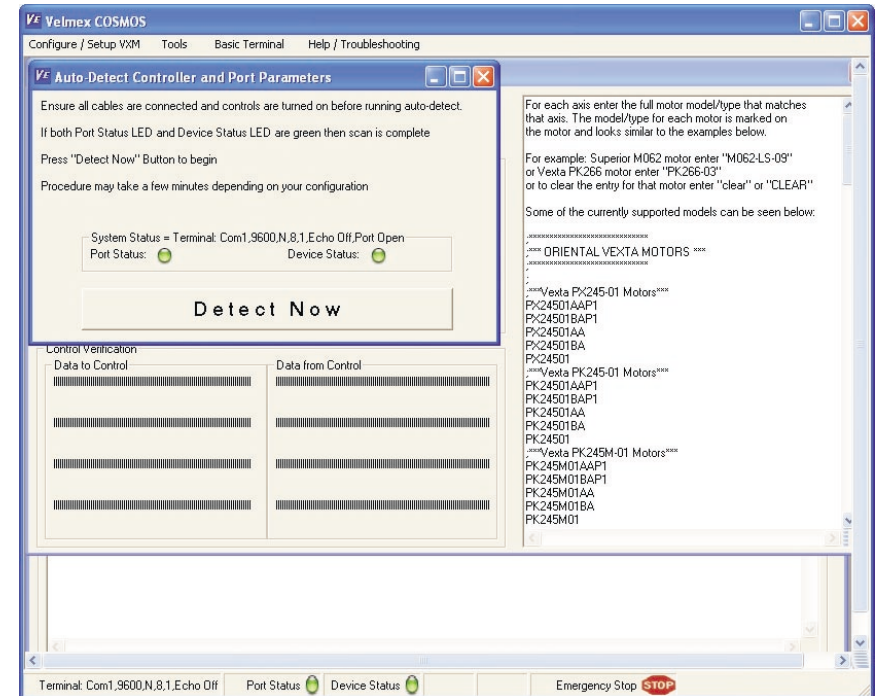 VE Velmex COSMOS
Configure / Setup VXM Tools Basic Terminal Help / Troubleshooting
VE Auto-Detect Controller and Port Parameters
Ensure all cables are connected and controls are turned on before running auto-detect.
If both Port Status LED and Device Status LED are green then scan is complete
Press "Detect Now" Button to begin
Procedure may take a few minutes depending on your configuration
System Status = Terminal: Com1,9600,N,8,1,Echo Off,Port Open
Port Status: Device Status:
Detect Now
Control Verification
Data to Control Data from Control
For each axis enter the full motor model/type that matches
that axis. The model/type for each motor is marked on
the motor and looks similar to the examples below.
For example: Superior M062 motor enter "M062-LS-09"
or Vexta PK266 motor enter "PK266-03"
or to clear the entry for that motor enter "clear" or "CLEAR"
Some of the currently supported models can be seen below:
;*** ORIENTAL VEXTA MOTORS ***
;
;
;***Vexta PX245-01 Motors***
PX24501AAP1
PX24501BAP1
PX24501AA
PX24501BA
PX24501
;***Vexta PK245-01 Motors***
PK24501AAP1
PK24501BAP1
PK24501AA
PK24501BA
PK24501
;***Vexta PK245M-01 Motors***
PK245M01AAP1
PK245M01BAP1
PK245M01AA
PK245M01BA
PK245M01
Terminal: Com1,9600,N,8,1,Echo Off Port Status Device Status Emergency Stop STOP